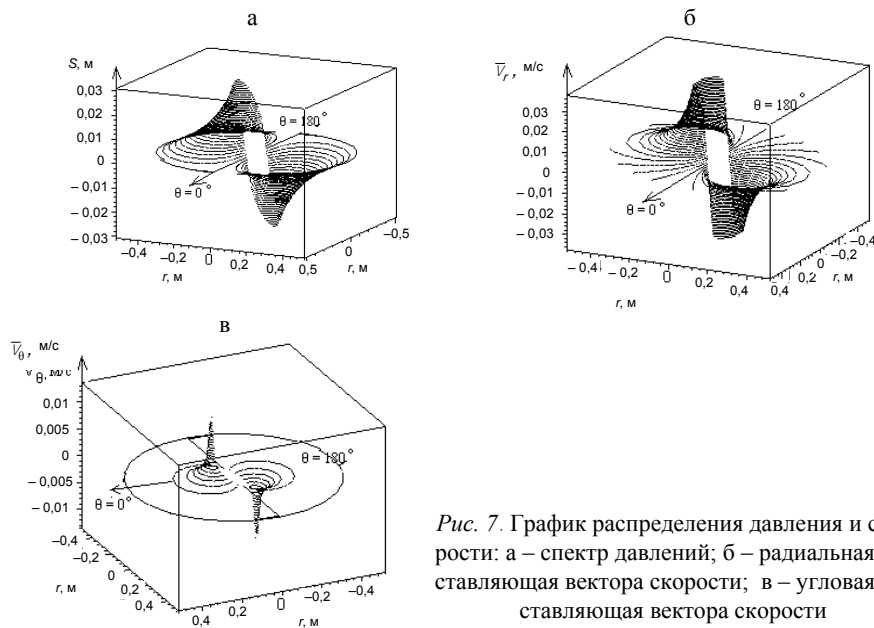 а
S, м
0,03
0,02
0,01
0
– 0,01
– 0,02
– 0,03
θ = 180°
θ = 0°
–0,4 –0,2 0 0,2 0,4 0,5
r, м
0
–0,5
r, м
б
V̅r, м/с
0,03
0,02
0,01
0
– 0,01
– 0,02
– 0,03
θ = 180°
θ = 0°
–0,4 –0,2 0 0,2 0,4
r, м
0,4
0,2
0
–0,2
–0,4
r, м
в
V̅θ, м/с
θ, м/с
0,01
0,005
0
– 0,005
– 0,01
θ = 180°
θ = 0°
–0,4
–0,2
0
0,2
0,4
r, м
0,4 0,2 0 –0,2 –0,4
r, м
Рис. 7. График распределения давления и с
рости: а – спектр давлений; б – радиальная
ставляющая вектора скорости; в – угловая
ставляющая вектора скорости